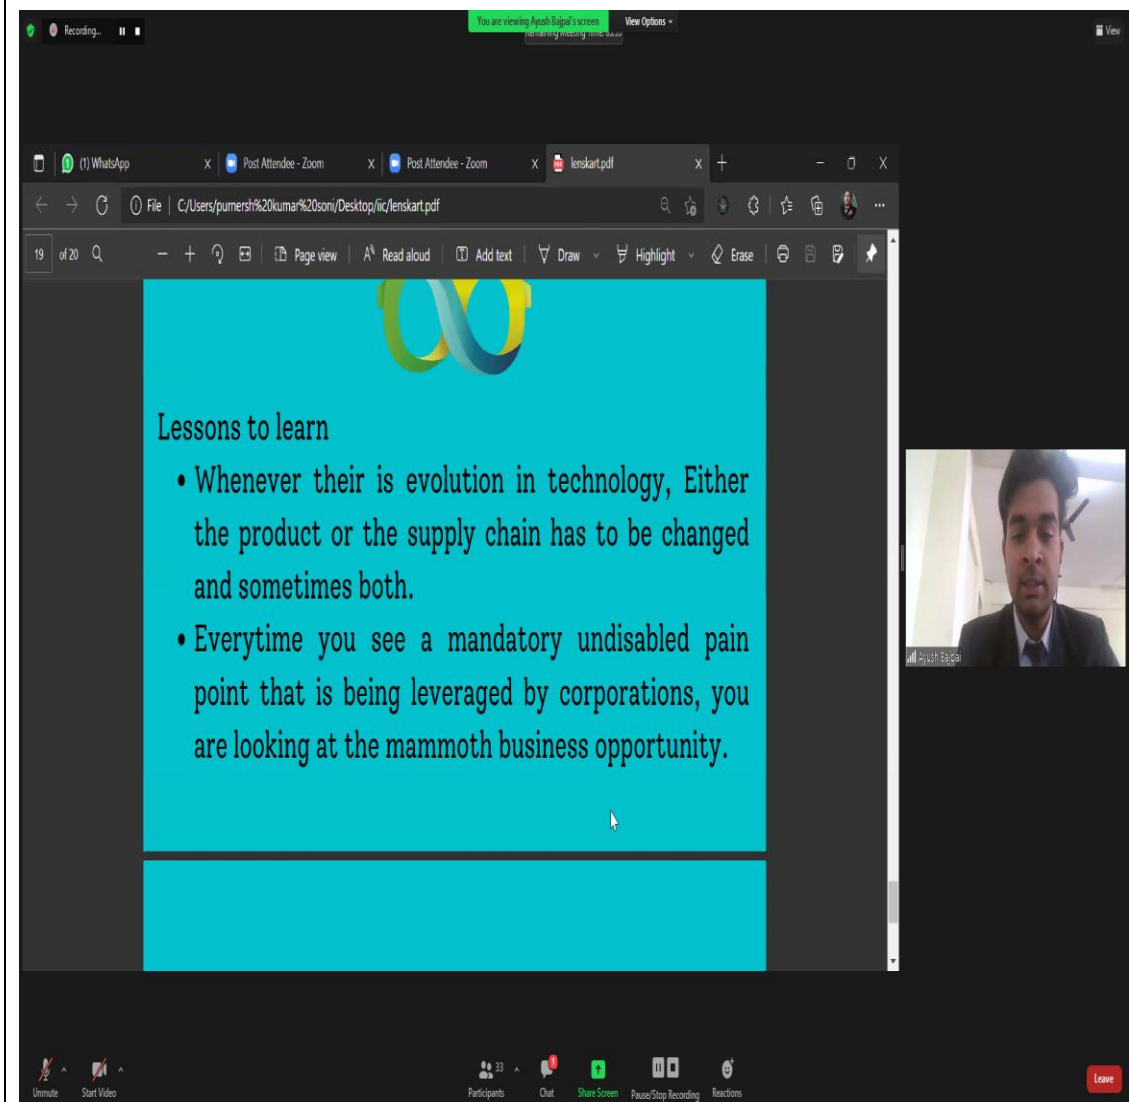 Recording...
You are viewing Ayush Bajpai's screen
View Options
Remaining Meeting Time:
View
(1) WhatsApp
Post Attendee - Zoom
Post Attendee - Zoom
lenskart.pdf
File
C:/Users/purnersh%20kumar%20soni/Desktop/iic/lenskart.pdf
19 of 20
Page view
Read aloud
Add text
Draw
Highlight
Erase
Lessons to learn
• Whenever their is evolution in technology, Either
the product or the supply chain has to be changed
and sometimes both.
• Everytime you see a mandatory undisabled pain
point that is being leveraged by corporations, you
are looking at the mammoth business opportunity.
Ayush Bajpai
Unmute
Start Video
33
Participants
1
Chat
Share Screen
Pause/Stop Recording
Reactions
Leave